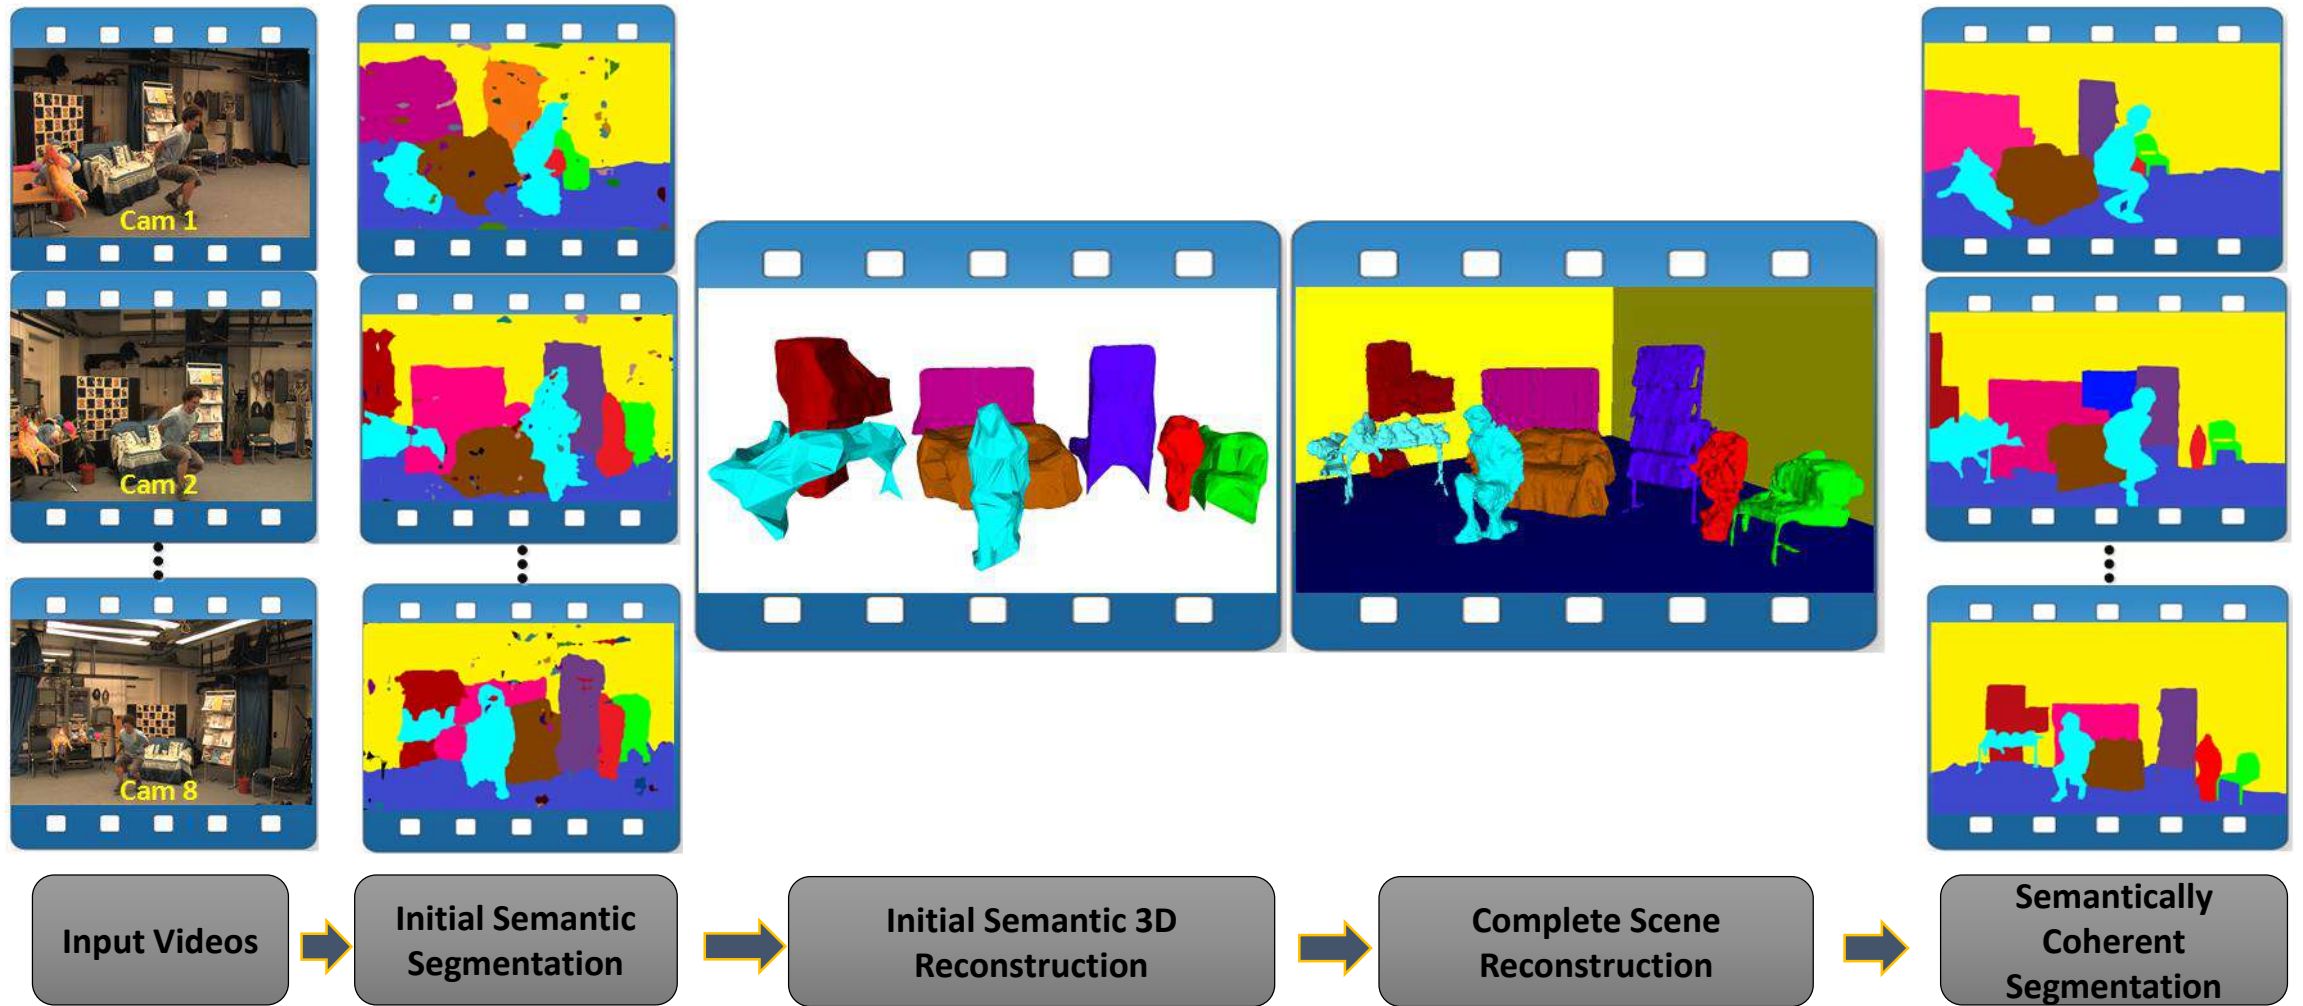 Cam 1
Cam 2
Cam 8
Input Videos
Initial Semantic
Segmentation
Initial Semantic 3D
Reconstruction
Complete Scene
Reconstruction
Semantically
Coherent
Segmentation